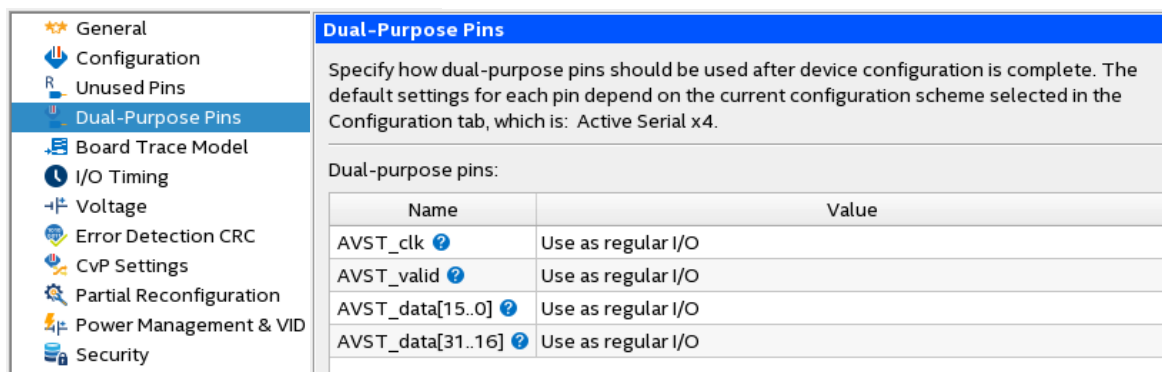 General
Configuration
Unused Pins
Dual-Purpose Pins
Board Trace Model
I/O Timing
Voltage
Error Detection CRC
CvP Settings
Partial Reconfiguration
Power Management & VID
Security
Dual-Purpose Pins
Specify how dual-purpose pins should be used after device configuration is complete. The
default settings for each pin depend on the current configuration scheme selected in the
Configuration tab, which is: Active Serial x4.
Dual-purpose pins:
Name Value
AVST_clk Use as regular I/O
AVST_valid Use as regular I/O
AVST_data[15..0] Use as regular I/O
AVST_data[31..16] Use as regular I/O